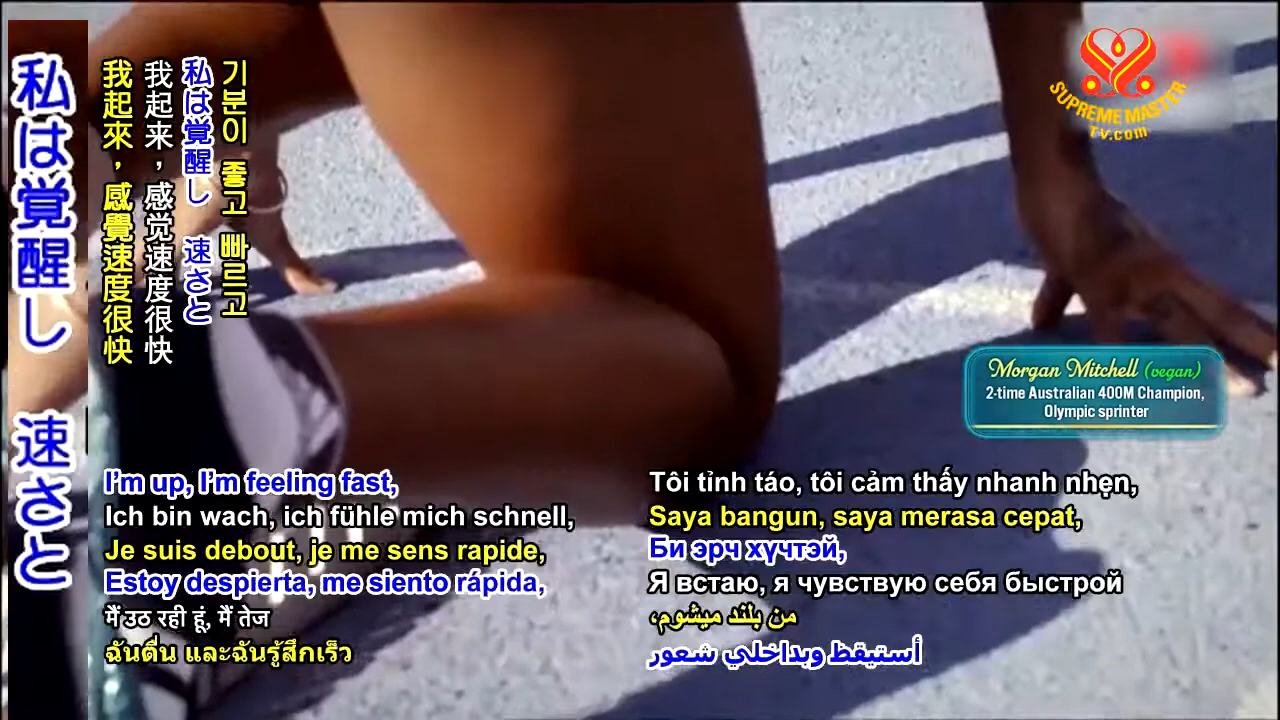 私は覚醒し 速さと
我起來，感覺速度很快
我起来，感觉速度很快
私は覚醒し 速さと
기분이 좋고 빠르고
SUPREME MASTER
TV.com
Morgan Mitchell (vegan)
2-time Australian 400M Champion,
Olympic sprinter
I'm up, I'm feeling fast,
Ich bin wach, ich fühle mich schnell,
Je suis debout, je me sens rapide,
Estoy despierta, me siento rápida,
मैं उठ रही हूं, मैं तेज
ฉันตื่น และฉันรู้สึกเร็ว
Tôi tỉnh táo, tôi cảm thấy nhanh nhẹn,
Saya bangun, saya merasa cepat,
Би эрч хүчтэй,
Я встаю, я чувствую себя быстрой
من بلند میشوم،
أستيقظ وبداخلي شعور